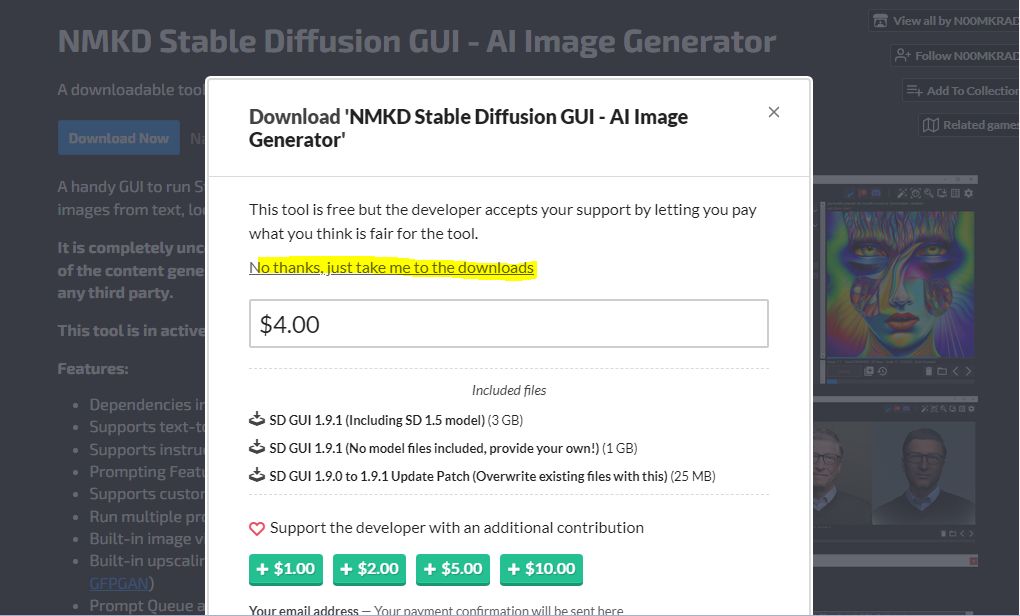 NMKD Stable Diffusion GUI - AI Image Generator
View all by N00MKRAD
Follow N00MKRAD
Add To Collection
Related games
A downloadable tool
Download Now
Na
A handy GUI to run S
images from text, lo
It is completely unc
of the content gene
any third party.
This tool is in active
Features:
Dependencies in
Supports text-to
Supports instru
Prompting Featu
Supports custom
Run multiple pro
Built-in image v
Built-in upscalin
GFPGAN)
Prompt Queue a
Download 'NMKD Stable Diffusion GUI - AI Image
Generator'
×
This tool is free but the developer accepts your support by letting you pay
what you think is fair for the tool.
No thanks, just take me to the downloads
$4.00
Included files
SD GUI 1.9.1 (Including SD 1.5 model) (3 GB)
SD GUI 1.9.1 (No model files included, provide your own!) (1 GB)
SD GUI 1.9.0 to 1.9.1 Update Patch (Overwrite existing files with this) (25 MB)
Support the developer with an additional contribution
+ $1.00 + $2.00 + $5.00 + $10.00
Your email address — Your payment confirmation will be sent here